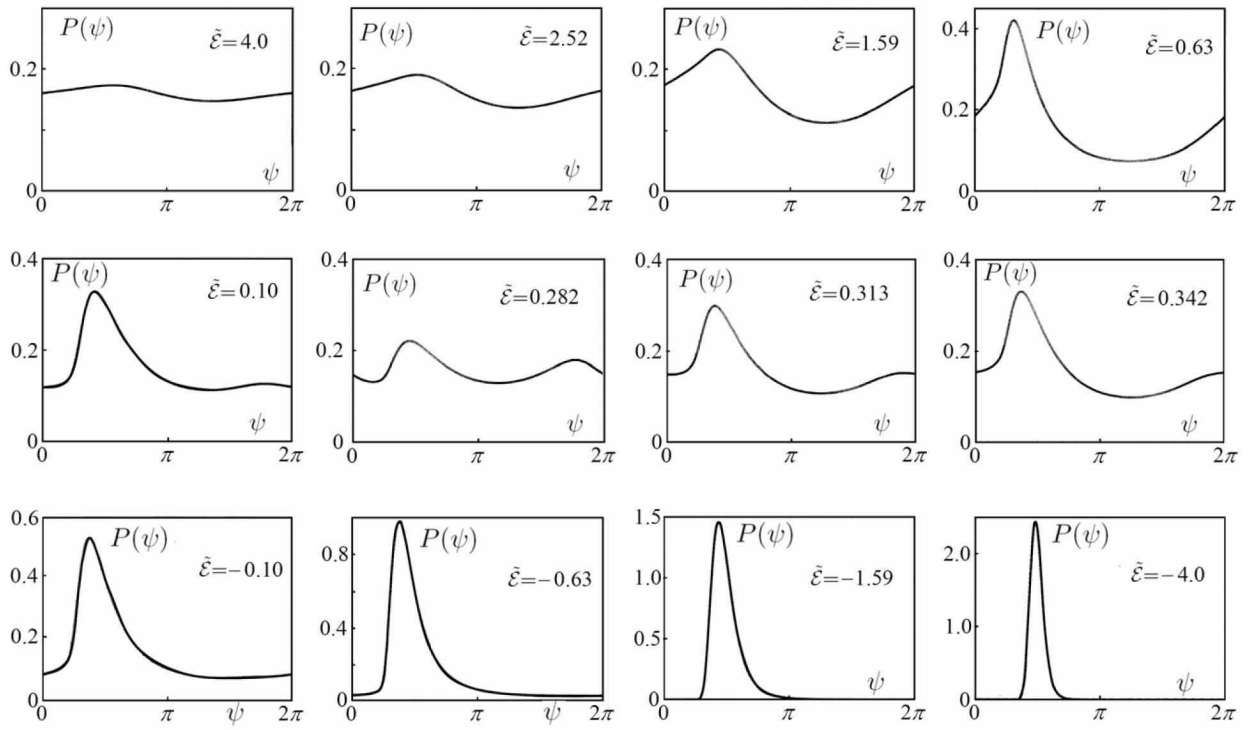 P(ψ) Ẽ=4.0
0.2
0
ψ
0 π 2π
P(ψ) Ẽ=2.52
0.2
0
ψ
0 π 2π
P(ψ) Ẽ=1.59
0.2
0
ψ
0 π 2π
0.4 P(ψ) Ẽ=0.63
0.2
0
ψ
0 π 2π
0.4
P(ψ) Ẽ=0.10
0.2
0
ψ
0 π 2π
0.4
P(ψ) Ẽ=0.282
0.2
0
ψ
0 π 2π
0.4
P(ψ) Ẽ=0.313
0.2
0
ψ
0 π 2π
0.4
P(ψ) Ẽ=0.342
0.2
0
ψ
0 π 2π
0.6
P(ψ)
Ẽ=−0.10
0.4
0.2
0
0 π ψ 2π
0.8 P(ψ)
Ẽ=−0.63
0.4
0
0 π ψ 2π
1.5
P(ψ)
Ẽ=−1.59
1.0
0.5
0
ψ
0 π 2π
P(ψ)
2.0 Ẽ=−4.0
1.0
0
ψ
0 π 2π